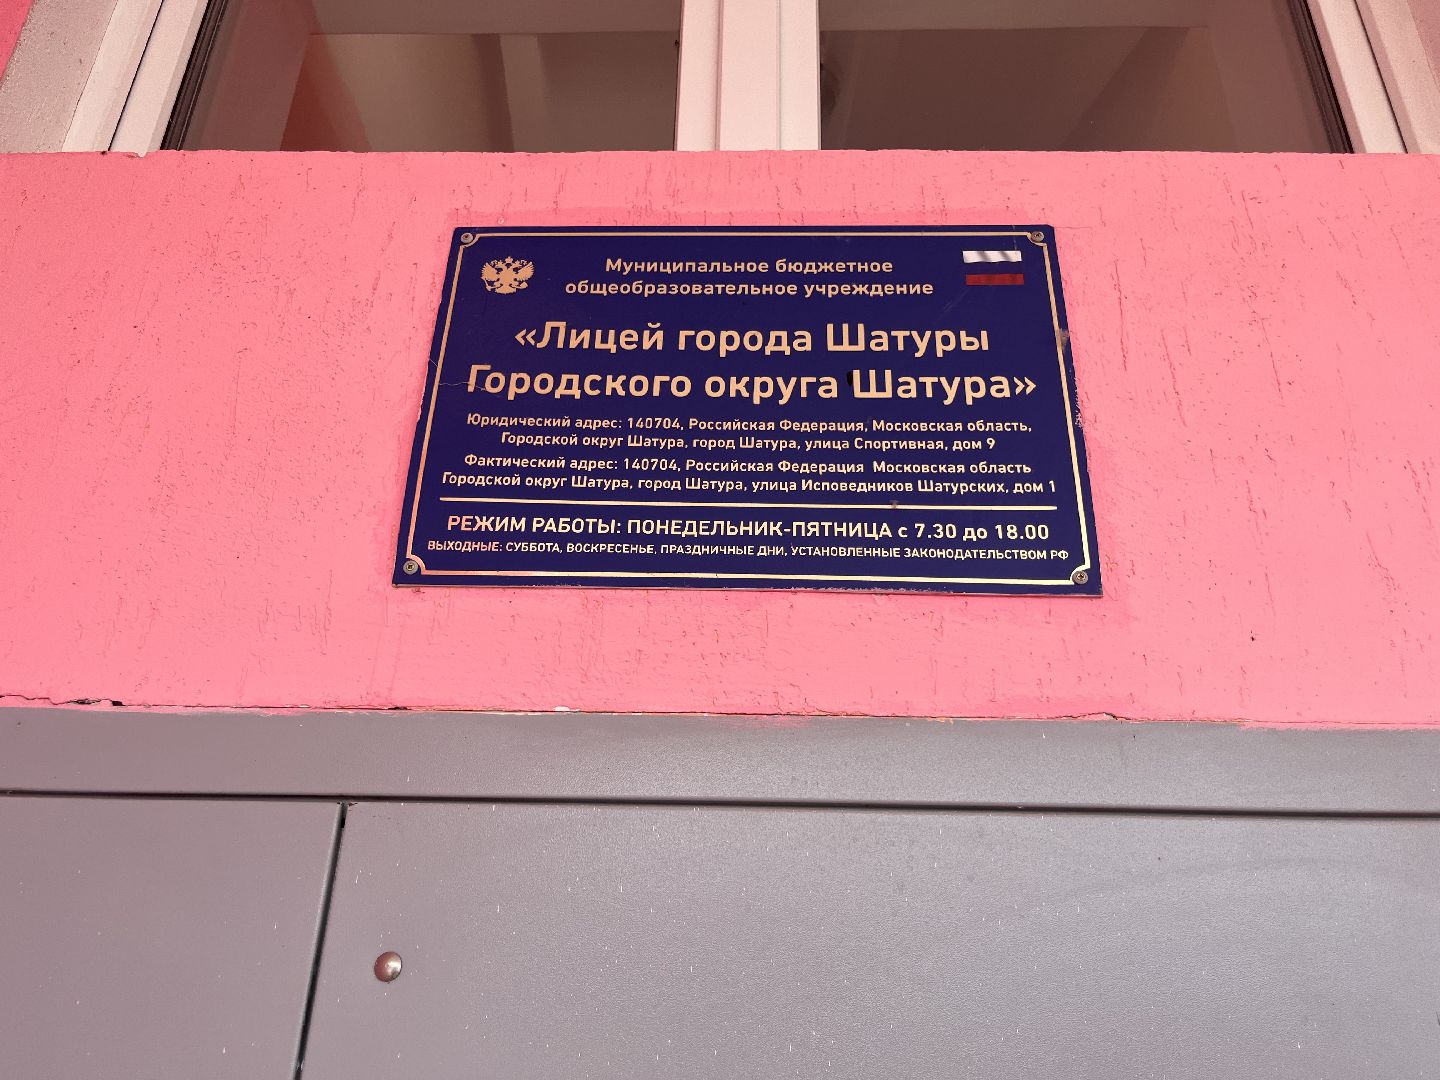 Муниципальное бюджетное
общеобразовательное учреждение
«Лицей города Шатуры
Городского округа Шатура»
Юридический адрес: 140704, Российская Федерация, Московская область,
Городской округ Шатура, город Шатура, улица Спортивная, дом 9
Фактический адрес: 140704, Российская Федерация Московская область
Городской округ Шатура, город Шатура, улица Исповедников Шатурских, дом 1
РЕЖИМ РАБОТЫ: ПОНЕДЕЛЬНИК-ПЯТНИЦА с 7.30 до 18.00
ВЫХОДНЫЕ: СУББОТА, ВОСКРЕСЕНЬЕ, ПРАЗДНИЧНЫЕ ДНИ, УСТАНОВЛЕННЫЕ ЗАКОНОДАТЕЛЬСТВОМ РФ